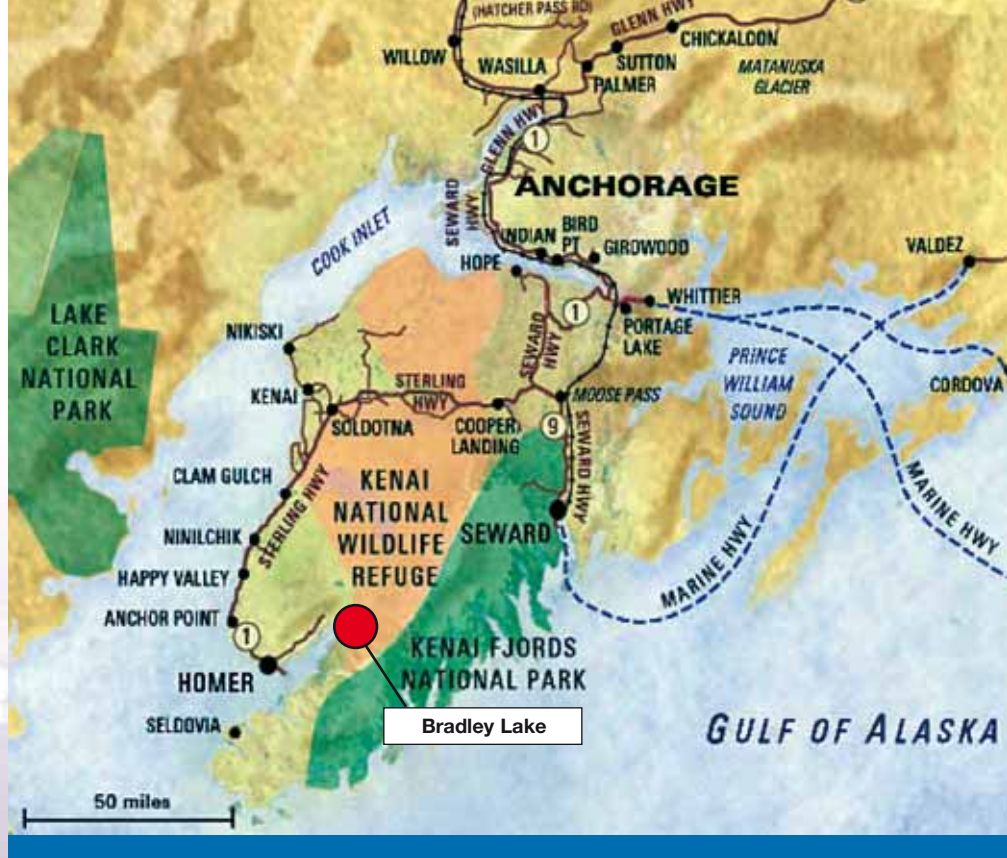 (HATCHER PASS RD)
GLENN HWY
WILLOW
WASILLA
CHICKALOON
SUTTON
PALMER
MATANUSKA
GLACIER
GLENN HWY
1
ANCHORAGE
SEWARD
HWY
COOK INLET
INDIAN
BIRD
PT
GIRDWOOD
HOPE
VALDEZ
WHITTIER
1
PORTAGE
LAKE
LAKE
CLARK
NATIONAL
PARK
NIKISKI
SEWARD
HWY
PRINCE
WILLIAM
SOUND
CORDOVA
KENAI
STERLING
HWY
MOOSE PASS
SOLDOTNA
COOPER
LANDING
9
SEWARD HWY
CLAM GULCH
STERLING HWY
KENAI
NATIONAL
WILDLIFE
REFUGE
SEWARD
MARINE HWY
MARINE HWY
NINILCHIK
HAPPY VALLEY
ANCHOR POINT
1
HOMER
KENAI FJORDS
NATIONAL PARK
SELDOVIA
Bradley Lake
GULF OF ALASKA
50 miles